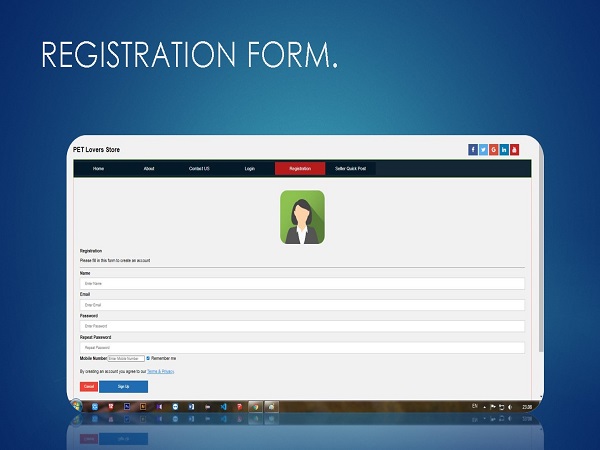 REGISTRATION FORM.
PET Lovers Store
Home About Contact US Login Registration Seller Quick Post
Registration
Please fill in this form to create an account
Name
Enter Name
Email
Enter Email
Password
Enter Password
Repeat Password
Repeat Password
Mobile Number Enter Mobile Number Remember me
By creating an account you agree to our Terms & Privacy
Cancel Sign Up
EN 23:08